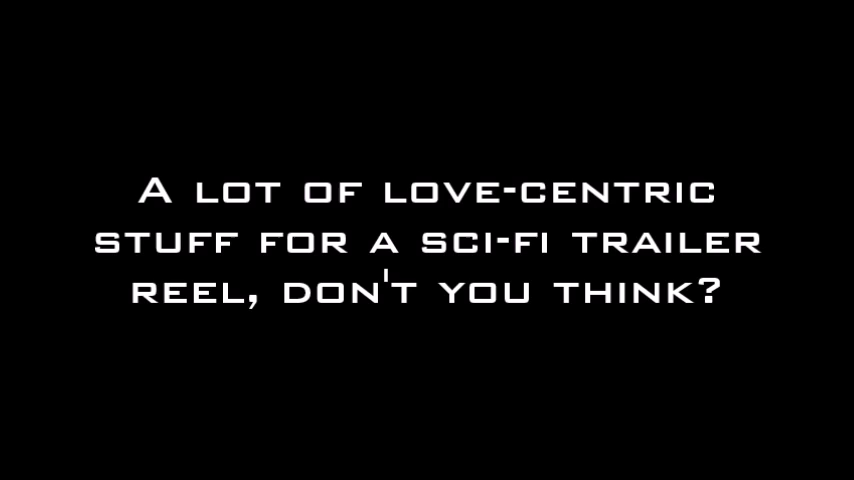 A lot of love-centric
stuff for a sci-fi trailer
reel, don't you think?